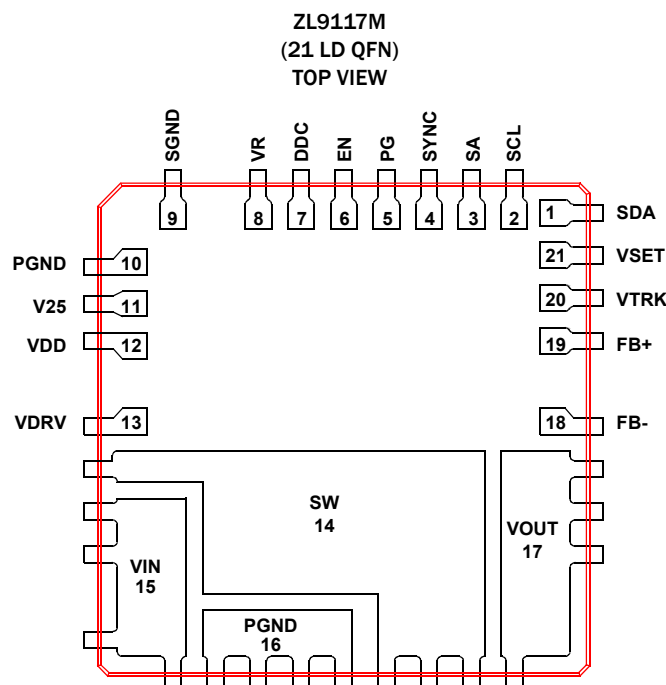 ZL9117M
(21 LD QFN)
TOP VIEW
SGND
VR
DDC
EN
PG
SYNC
SA
SCL
9
8
7
6
5
4
3
2
1 SDA
21 VSET
20 VTRK
19 FB+
18 FB-
PGND 10
V25 11
VDD 12
VDRV 13
SW
14
VOUT
17
VIN
15
PGND
16